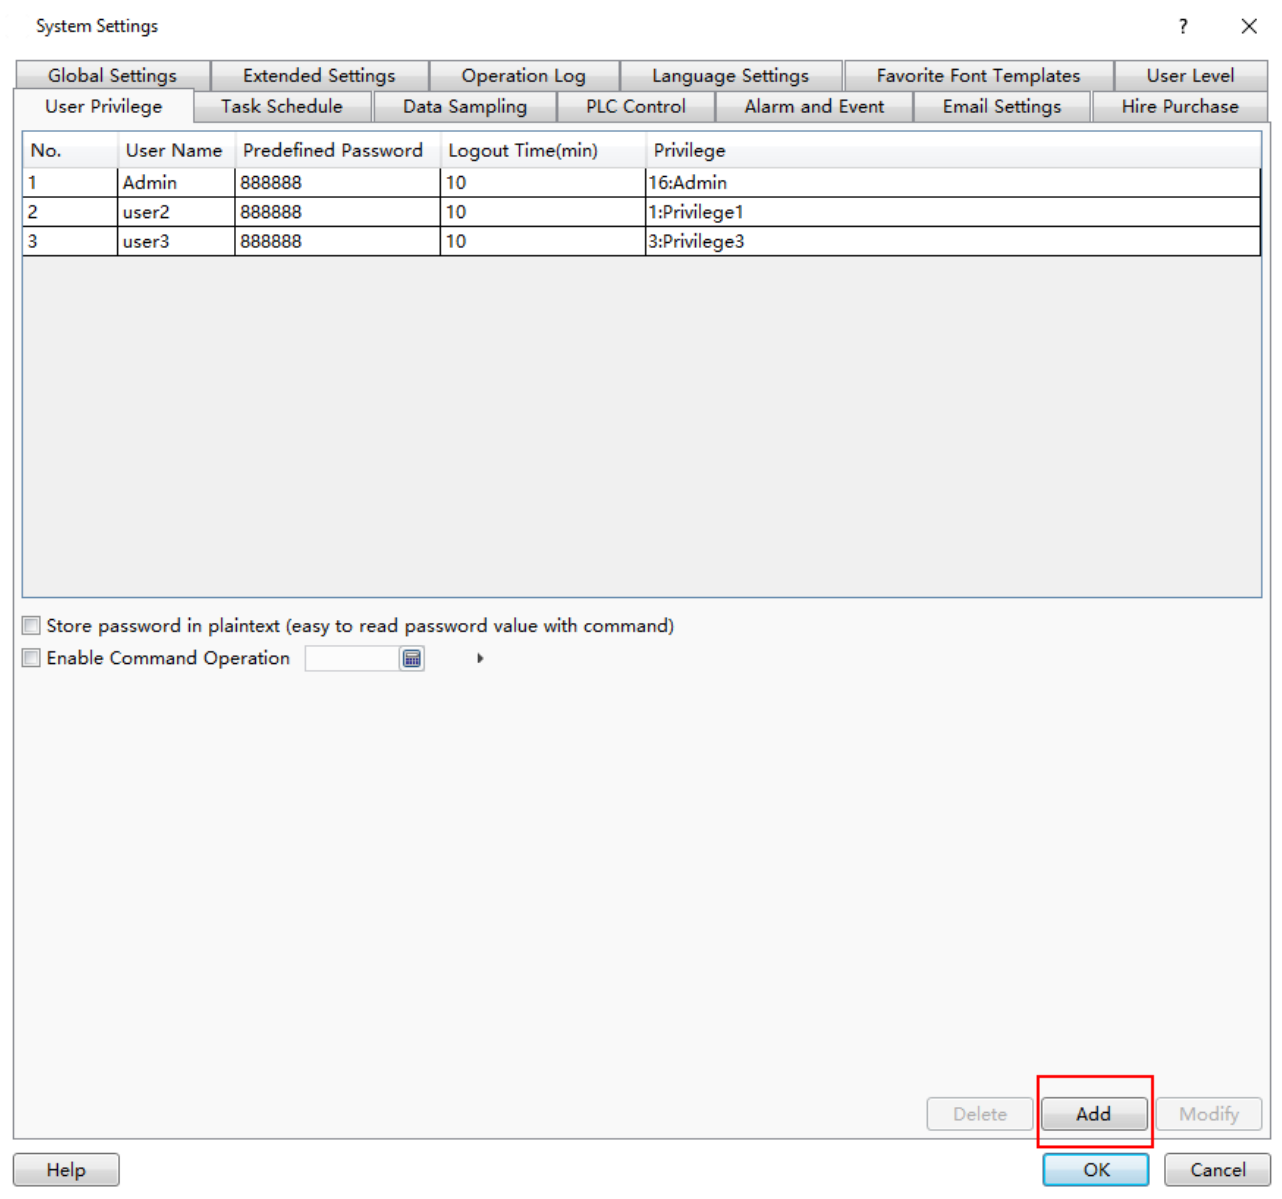 System Settings ?
Global Settings Extended Settings Operation Log Language Settings Favorite Font Templates User Level
User Privilege Task Schedule Data Sampling PLC Control Alarm and Event Email Settings Hire Purchase
No. User Name Predefined Password Logout Time(min) Privilege
1 Admin 888888 10 16:Admin
2 user2 888888 10 1:Privilege1
3 user3 888888 10 3:Privilege3
Store password in plaintext (easy to read password value with command)
Enable Command Operation
Delete Add Modify
Help OK Cancel